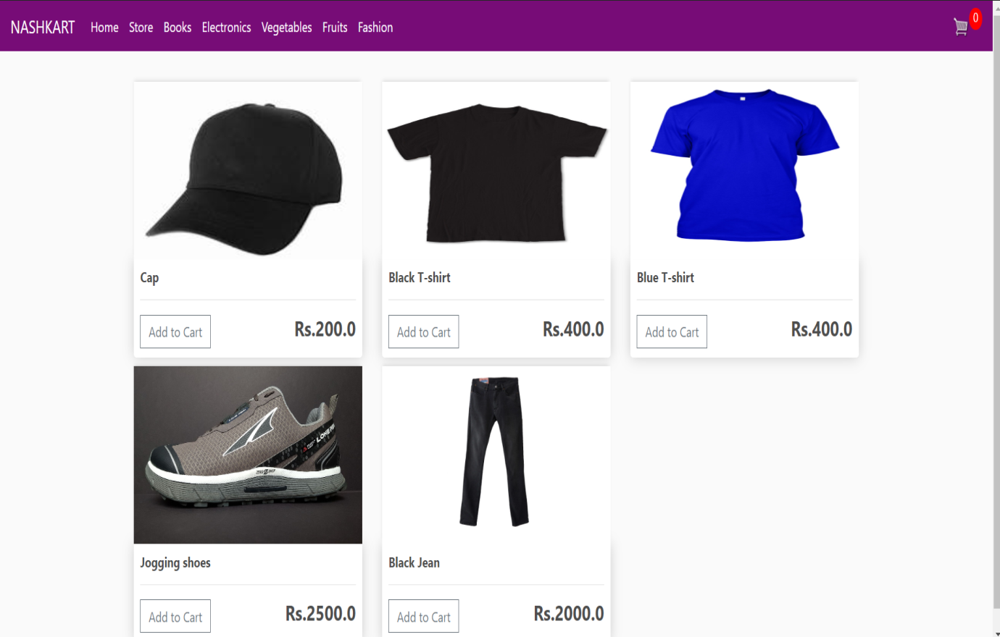 NASHKART Home Store Books Electronics Vegetables Fruits Fashion 0
Cap
Add to Cart Rs.200.0
Black T-shirt
Add to Cart Rs.400.0
Blue T-shirt
Add to Cart Rs.400.0
LONE
Jogging shoes
Add to Cart Rs.2500.0
Black Jean
Add to Cart Rs.2000.0